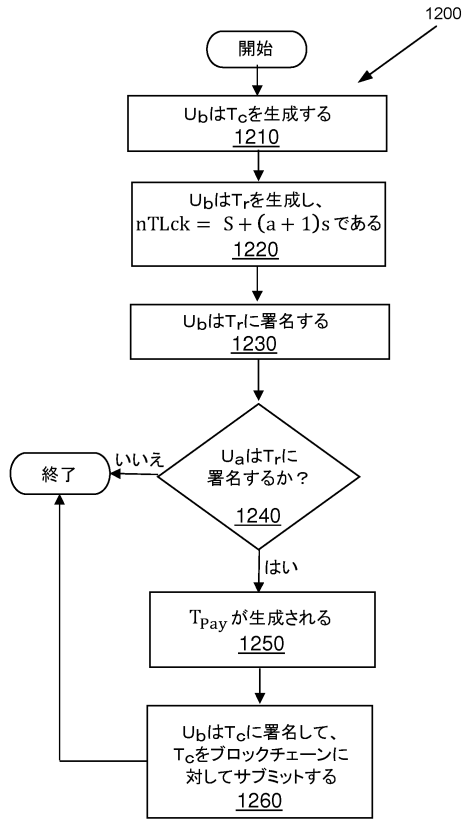 1200
開始
UbはTcを生成する
1210
UbはTrを生成し、
nTLck = S+(a+1)sである
1220
UbはTrに署名する
1230
UaはTrに
署名するか？
1240
いいえ
終了
はい
TPayが生成される
1250
UbはTcに署名して、
Tcをブロックチェーンに
対してサブミットする
1260